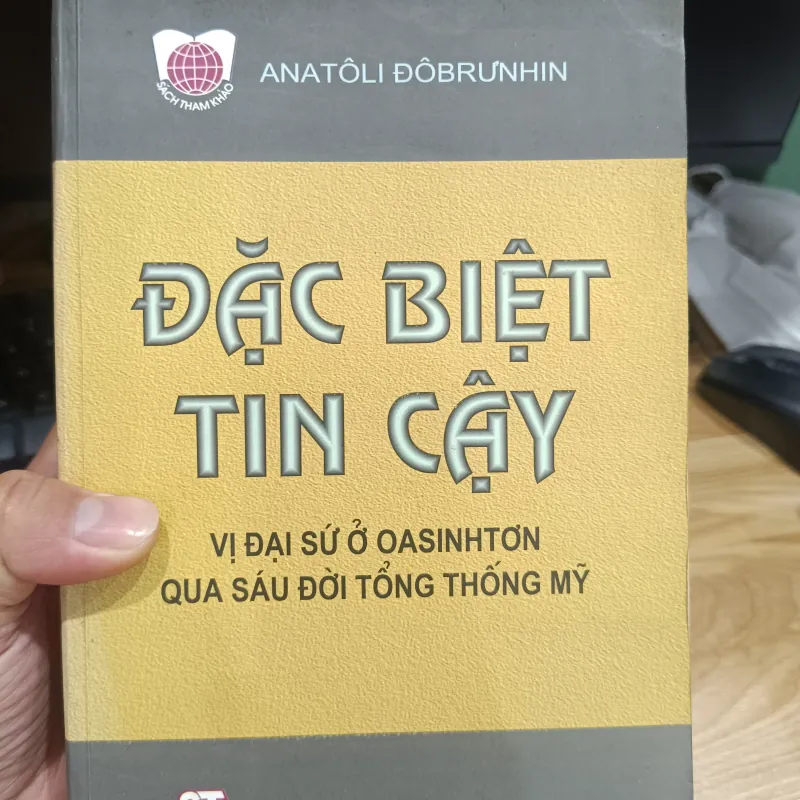 SÁCH THAM KHẢO
ANATÔLI ĐÔBRƯNHIN
ĐẶC BIỆT
TIN CẬY
VỊ ĐẠI SỨ Ở OASINHTƠN
QUA SÁU ĐỜI TỔNG THỐNG MỸ